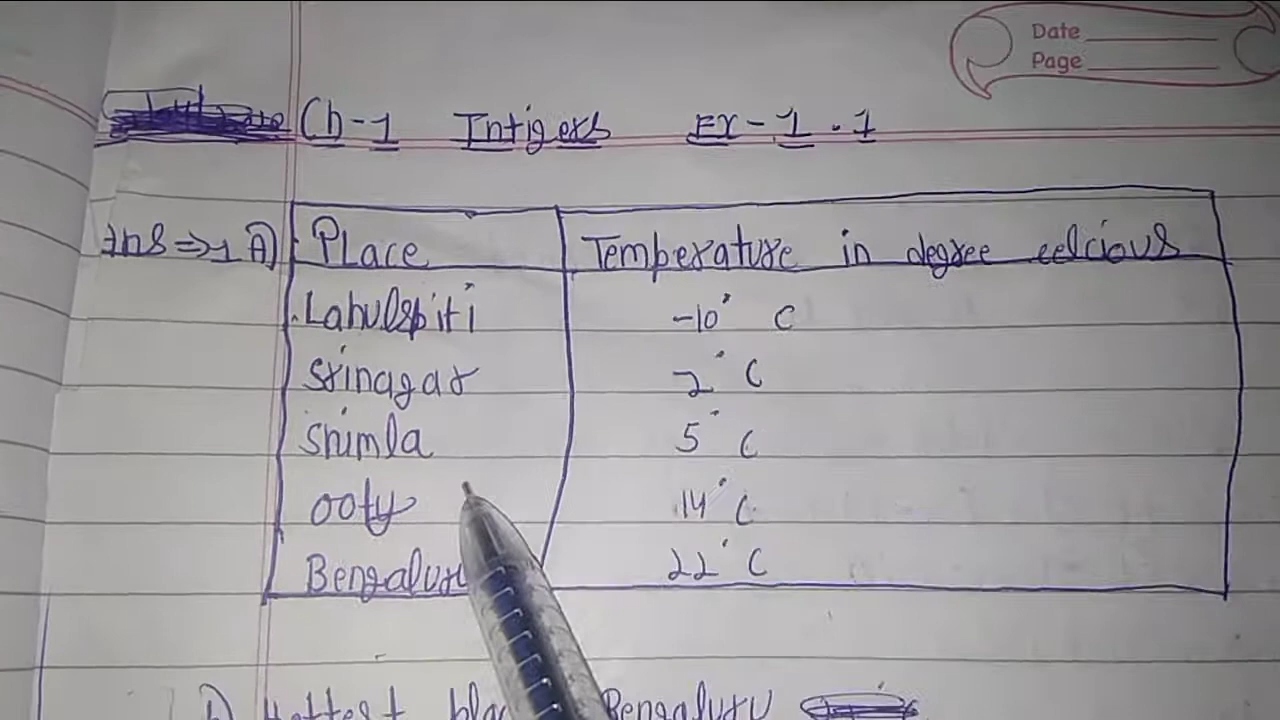 Date
Page
Ch-1 Intigers Ex-1.1
Ans⇒1 A) Place Temperature in degree celcious
Lahulspiti -10° C
Srinagar 2° C
Shimla 5° C
Ooty 14° C
Bengaluru 22° C
Hottest Bengaluru